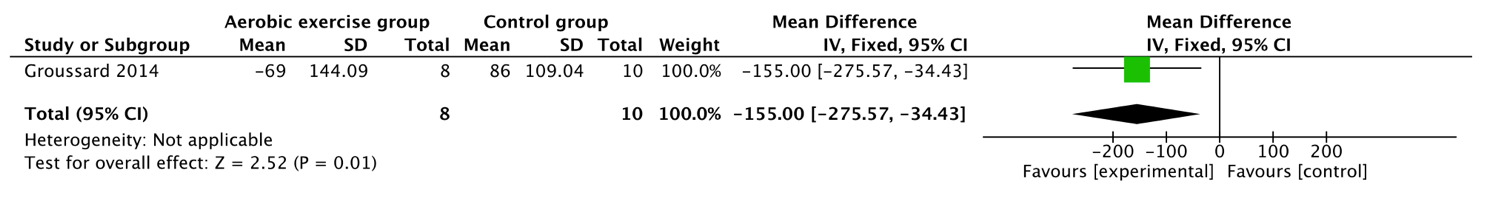 Aerobic exercise group Control group Mean Difference Mean Difference
Study or Subgroup Mean SD Total Mean SD Total Weight IV, Fixed, 95% CI IV, Fixed, 95% CI
Groussard 2014 −69 144.09 8 86 109.04 10 100.0% −155.00 [−275.57, −34.43]
Total (95% CI) 8 10 100.0% −155.00 [−275.57, −34.43]
Heterogeneity: Not applicable
Test for overall effect: Z = 2.52 (P = 0.01)
−200 −100 0 100 200
Favours [experimental] Favours [control]